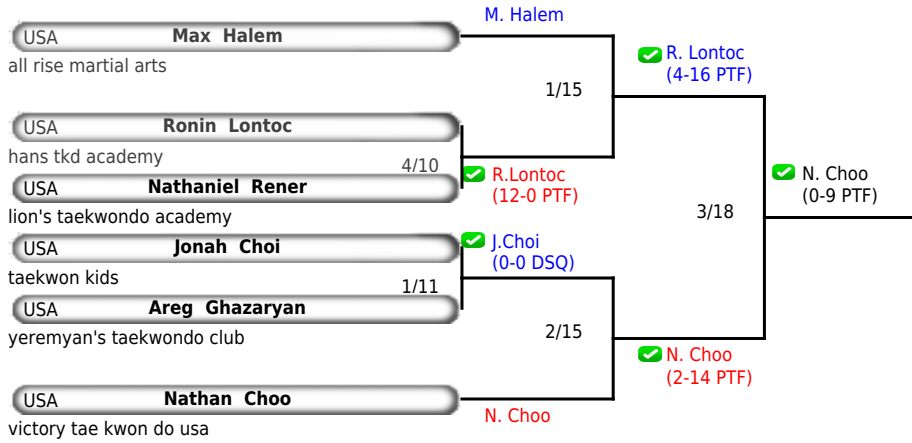 M. Halem
USA Max Halem
all rise martial arts
R. Lontoc
(4-16 PTF)
1/15
USA Ronin Lontoc
hans tkd academy
4/10
R.Lontoc
(12-0 PTF)
USA Nathaniel Rener
lion's taekwondo academy
N. Choo
(0-9 PTF)
3/18
USA Jonah Choi
taekwon kids
J.Choi
(0-0 DSQ)
1/11
USA Areg Ghazaryan
yeremyan's taekwondo club
2/15
N. Choo
(2-14 PTF)
USA Nathan Choo
victory tae kwon do usa
N. Choo